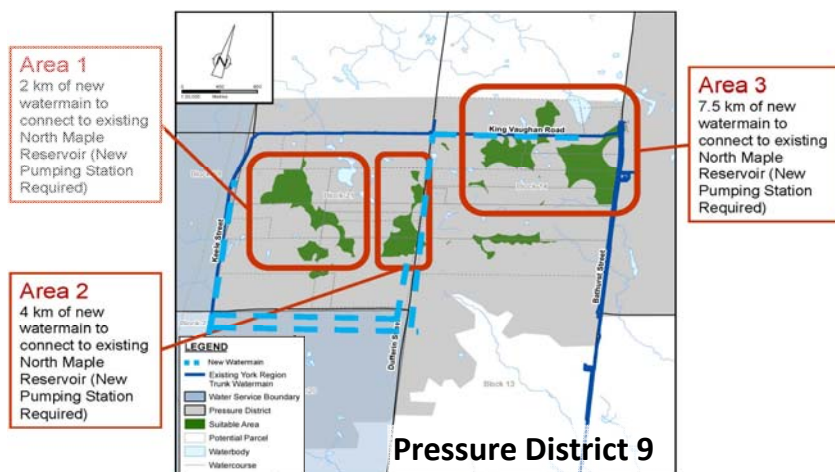 Area 1
2 km of new
watermain to
connect to existing
North Maple
Reservoir (New
Pumping Station
Required)
Area 2
4 km of new
watermain to
connect to existing
North Maple
Reservoir (New
Pumping Station
Required)
Area 3
7.5 km of new
watermain to
connect to existing
North Maple
Reservoir (New
Pumping Station
Required)
N
King Vaughan Road
Keele Street
Dufferin Street
Bathurst Street
Block 13
LEGEND
New Watermain
Existing York Region
Trunk Watermain
Water Service Boundary
Pressure District
Suitable Area
Potential Parcel
Waterbody
Watercourse
Pressure District 9